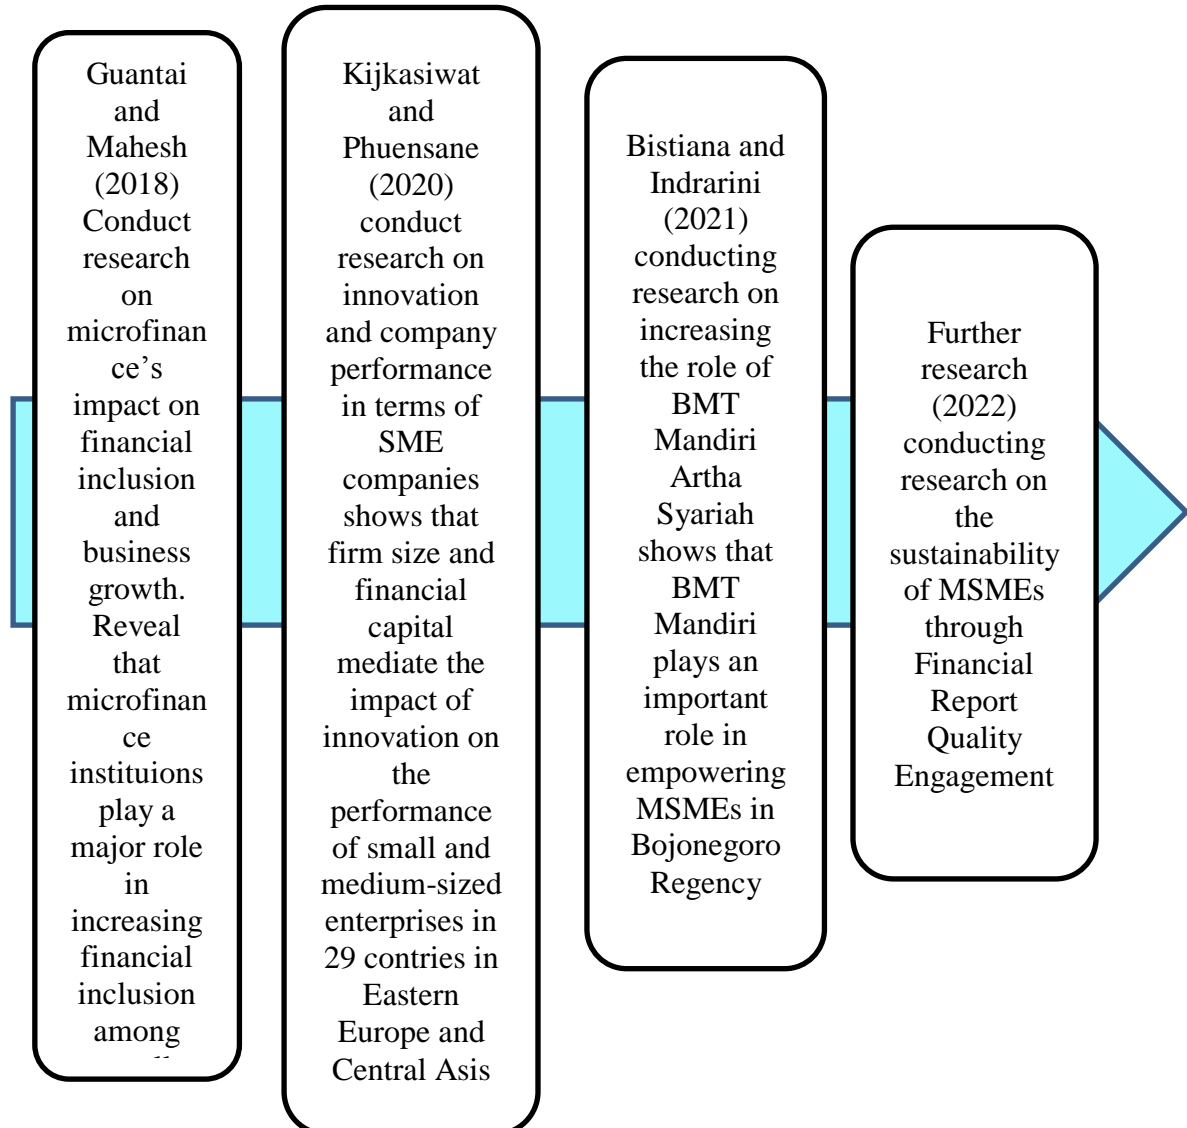 Guantai
and
Mahesh
(2018)
Conduct
research
on
microfinan
ce’s
impact on
financial
inclusion
and
business
growth.
Reveal
that
microfinan
ce
instituions
play a
major role
in
increasing
financial
inclusion
among
Kijkasiwat
and
Phuensane
(2020)
conduct
research on
innovation
and company
performance
in terms of
SME
companies
shows that
firm size and
financial
capital
mediate the
impact of
innovation on
the
performance
of small and
medium-sized
enterprises in
29 contries in
Eastern
Europe and
Central Asis
Bistiana and
Indrarini
(2021)
conducting
research on
increasing
the role of
BMT
Mandiri
Artha
Syariah
shows that
BMT
Mandiri
plays an
important
role in
empowering
MSMEs in
Bojonegoro
Regency
Further
research
(2022)
conducting
research on
the
sustainability
of MSMEs
through
Financial
Report
Quality
Engagement